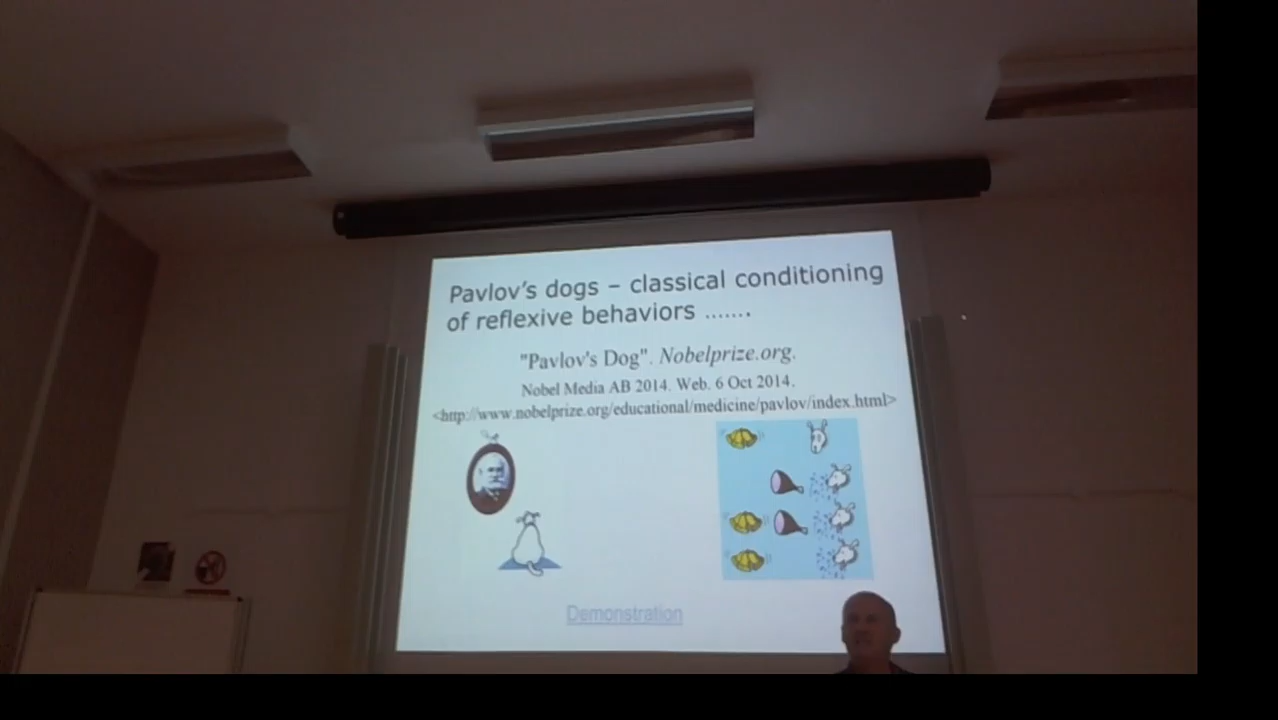 Pavlov's dogs – classical conditioning
of reflexive behaviors .......
"Pavlov's Dog". Nobelprize.org.
Nobel Media AB 2014. Web. 6 Oct 2014.
<http://www.nobelprize.org/educational/medicine/pavlov/index.html>
Demonstration